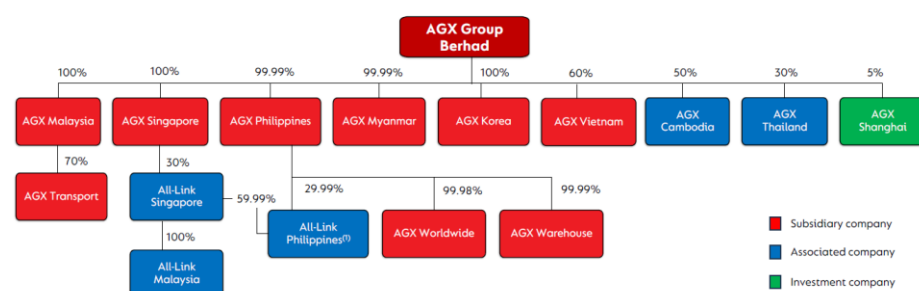 AGX Group
Berhad
100%
100%
99.99%
99.99%
100%
60%
50%
30%
5%
AGX Malaysia
AGX Singapore
AGX Philippines
AGX Myanmar
AGX Korea
AGX Vietnam
AGX
Cambodia
AGX
Thailand
AGX
Shanghai
70%
30%
59.99%
29.99%
99.98%
99.99%
AGX Transport
All-Link
Singapore
All-Link
Philippines(1)
AGX Worldwide
AGX Warehouse
100%
All-Link
Malaysia
Subsidiary company
Associated company
Investment company